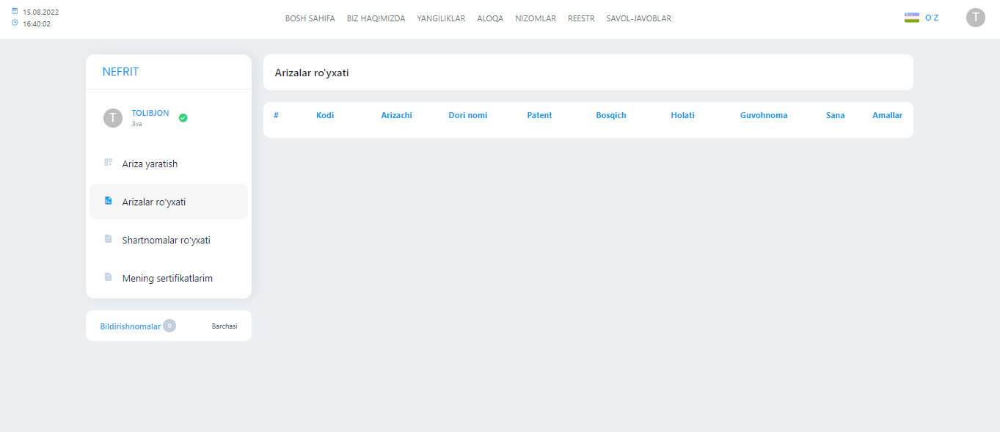 15.08.2022
16:40:02
BOSH SAHIFA BIZ HAQIMIZDA YANGILIKLAR ALOQA NIZOMLAR REESTR SAVOL-JAVOBLAR
O`Z
T
NEFRIT
T
TOLIBJON
Jiva
Ariza yaratish
Arizalar ro'yxati
Shartnomalar ro'yxati
Mening sertifikatlarim
Bildirishnomalar 0 Barchasi
Arizalar ro'yxati
# Kodi Arizachi Dori nomi Patent Bosqich Holati Guvohnoma Sana Amallar